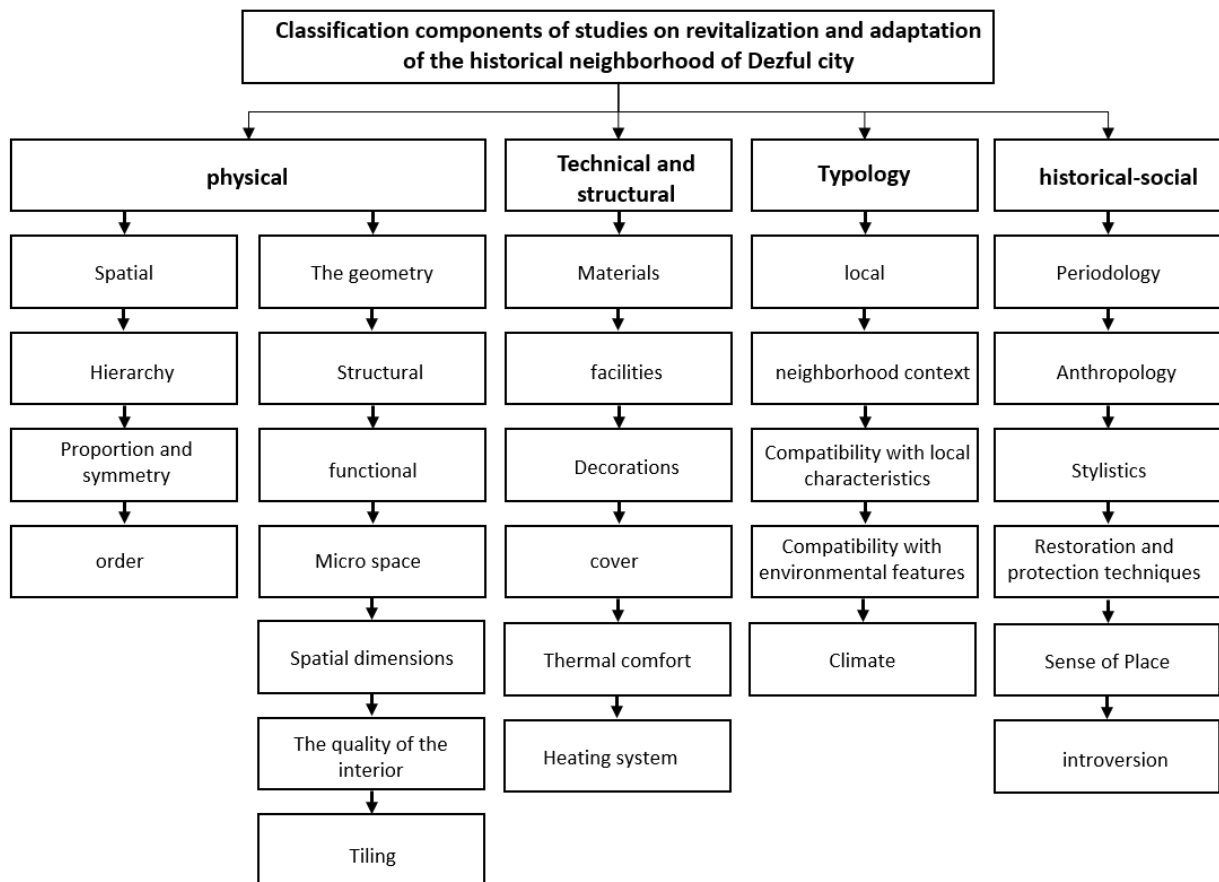 Classification components of studies on revitalization and adaptation
of the historical neighborhood of Dezful city
physical
Technical and
structural
Typology
historical-social
Spatial
The geometry
Materials
local
Periodology
Hierarchy
Structural
facilities
neighborhood context
Anthropology
Proportion and
symmetry
functional
Decorations
Compatibility with local
characteristics
Stylistics
order
Micro space
cover
Compatibility with
environmental features
Restoration and
protection techniques
Spatial dimensions
Thermal comfort
Climate
Sense of Place
The quality of the
interior
Heating system
introversion
Tiling